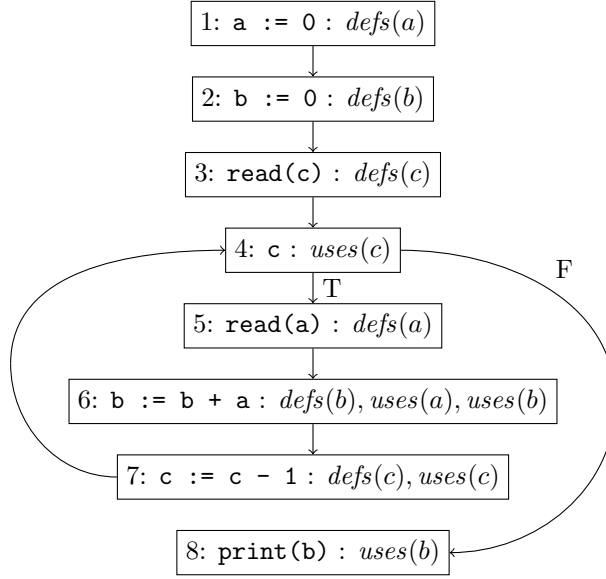 1: a := 0 : defs(a)
2: b := 0 : defs(b)
3: read(c) : defs(c)
4: c : uses(c)
F
T
5: read(a) : defs(a)
6: b := b + a : defs(b), uses(a), uses(b)
7: c := c - 1 : defs(c), uses(c)
8: print(b) : uses(b)